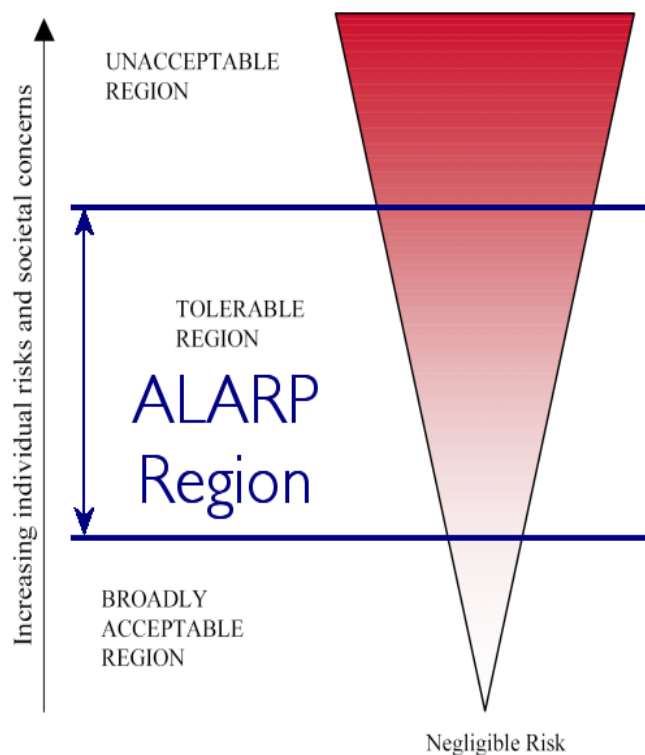 Increasing individual risks and societal concerns
UNACCEPTABLE
REGION
TOLERABLE
REGION
ALARP
Region
BROADLY
ACCEPTABLE
REGION
Negligible Risk